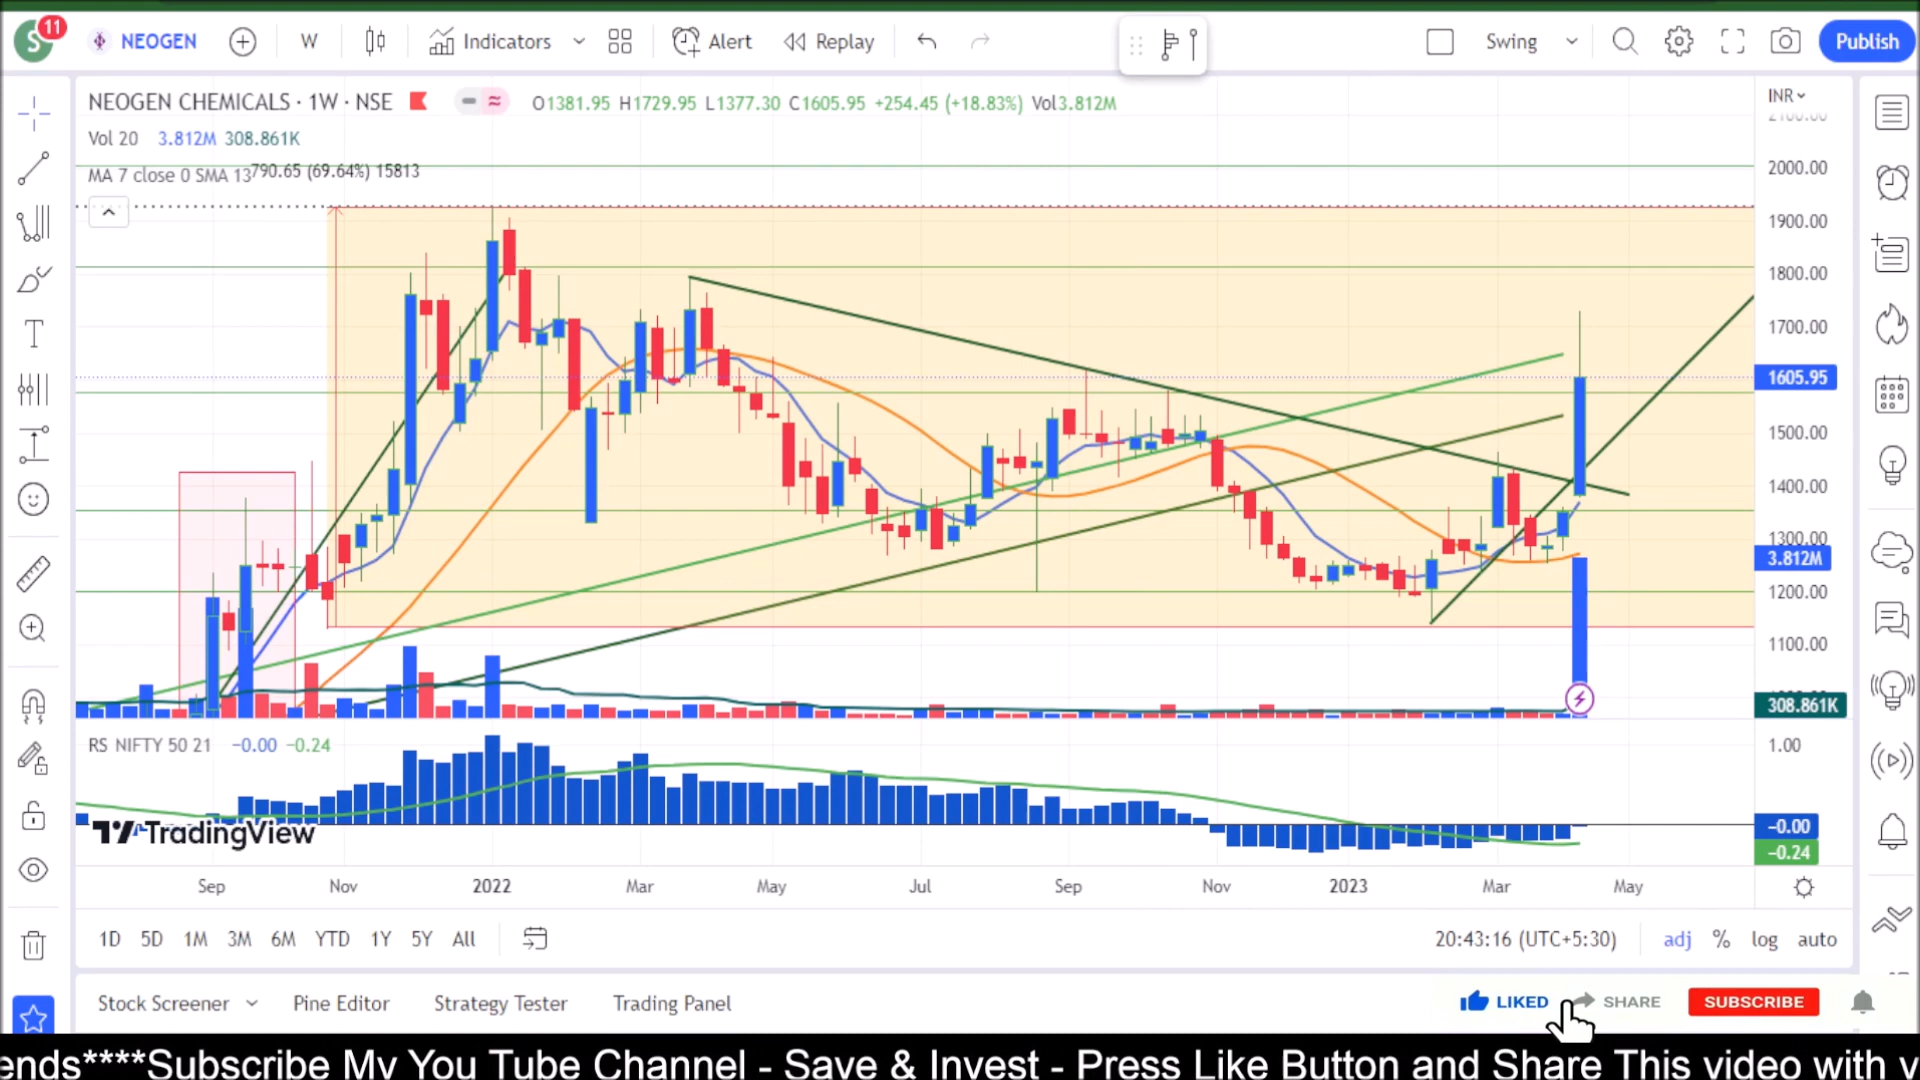 S 11 NEOGEN W Indicators Alert Replay Swing Publish
NEOGEN CHEMICALS · 1W · NSE O1381.95 H1729.95 L1377.30 C1605.95 +254.45 (+18.83%) Vol3.812M
INR
Vol 20 3.812M 308.861K
MA 7 close 0 SMA 13
790.65 (69.64%) 15813
2000.00
1900.00
1800.00
1700.00
1605.95
1500.00
1400.00
1300.00
3.812M
1200.00
1100.00
308.861K
RS NIFTY 50 21 −0.00 −0.24
1.00
−0.00
−0.24
TradingView
Sep Nov 2022 Mar May Jul Sep Nov 2023 Mar May
1D 5D 1M 3M 6M YTD 1Y 5Y All
20:43:16 (UTC+5:30) adj % log auto
Stock Screener Pine Editor Strategy Tester Trading Panel
LIKED SHARE SUBSCRIBE
ends****Subscribe My You Tube Channel - Save & Invest - Press Like Button and Share This video with